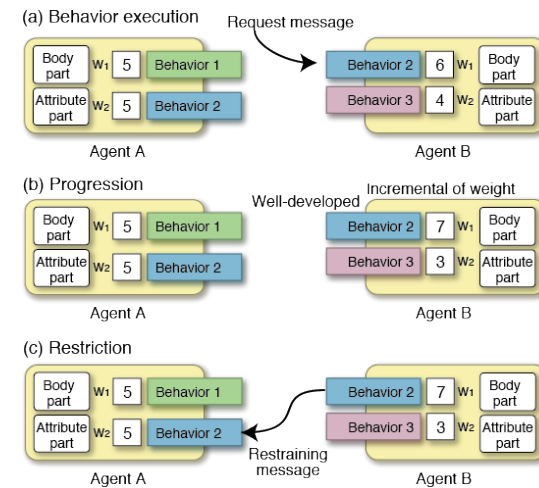 (a) Behavior execution
Request message
Body
part
W1
5
Behavior 1
Attribute
part
W2
5
Behavior 2
Agent A
Behavior 2
6
W1
Body
part
Behavior 3
4
W2
Attribute
part
Agent B
(b) Progression
Well-developed
Incremental of weight
Body
part
W1
5
Behavior 1
Attribute
part
W2
5
Behavior 2
Agent A
Behavior 2
7
W1
Body
part
Behavior 3
3
W2
Attribute
part
Agent B
(c) Restriction
Body
part
W1
5
Behavior 1
Attribute
part
W2
5
Behavior 2
Agent A
Restraining
message
Behavior 2
7
W1
Body
part
Behavior 3
3
W2
Attribute
part
Agent B